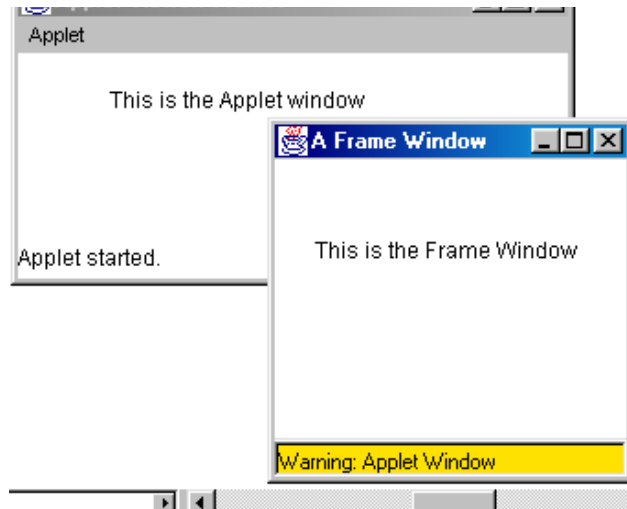 Applet
This is the Applet window
A Frame Window
This is the Frame Window
Applet started.
Warning: Applet Window